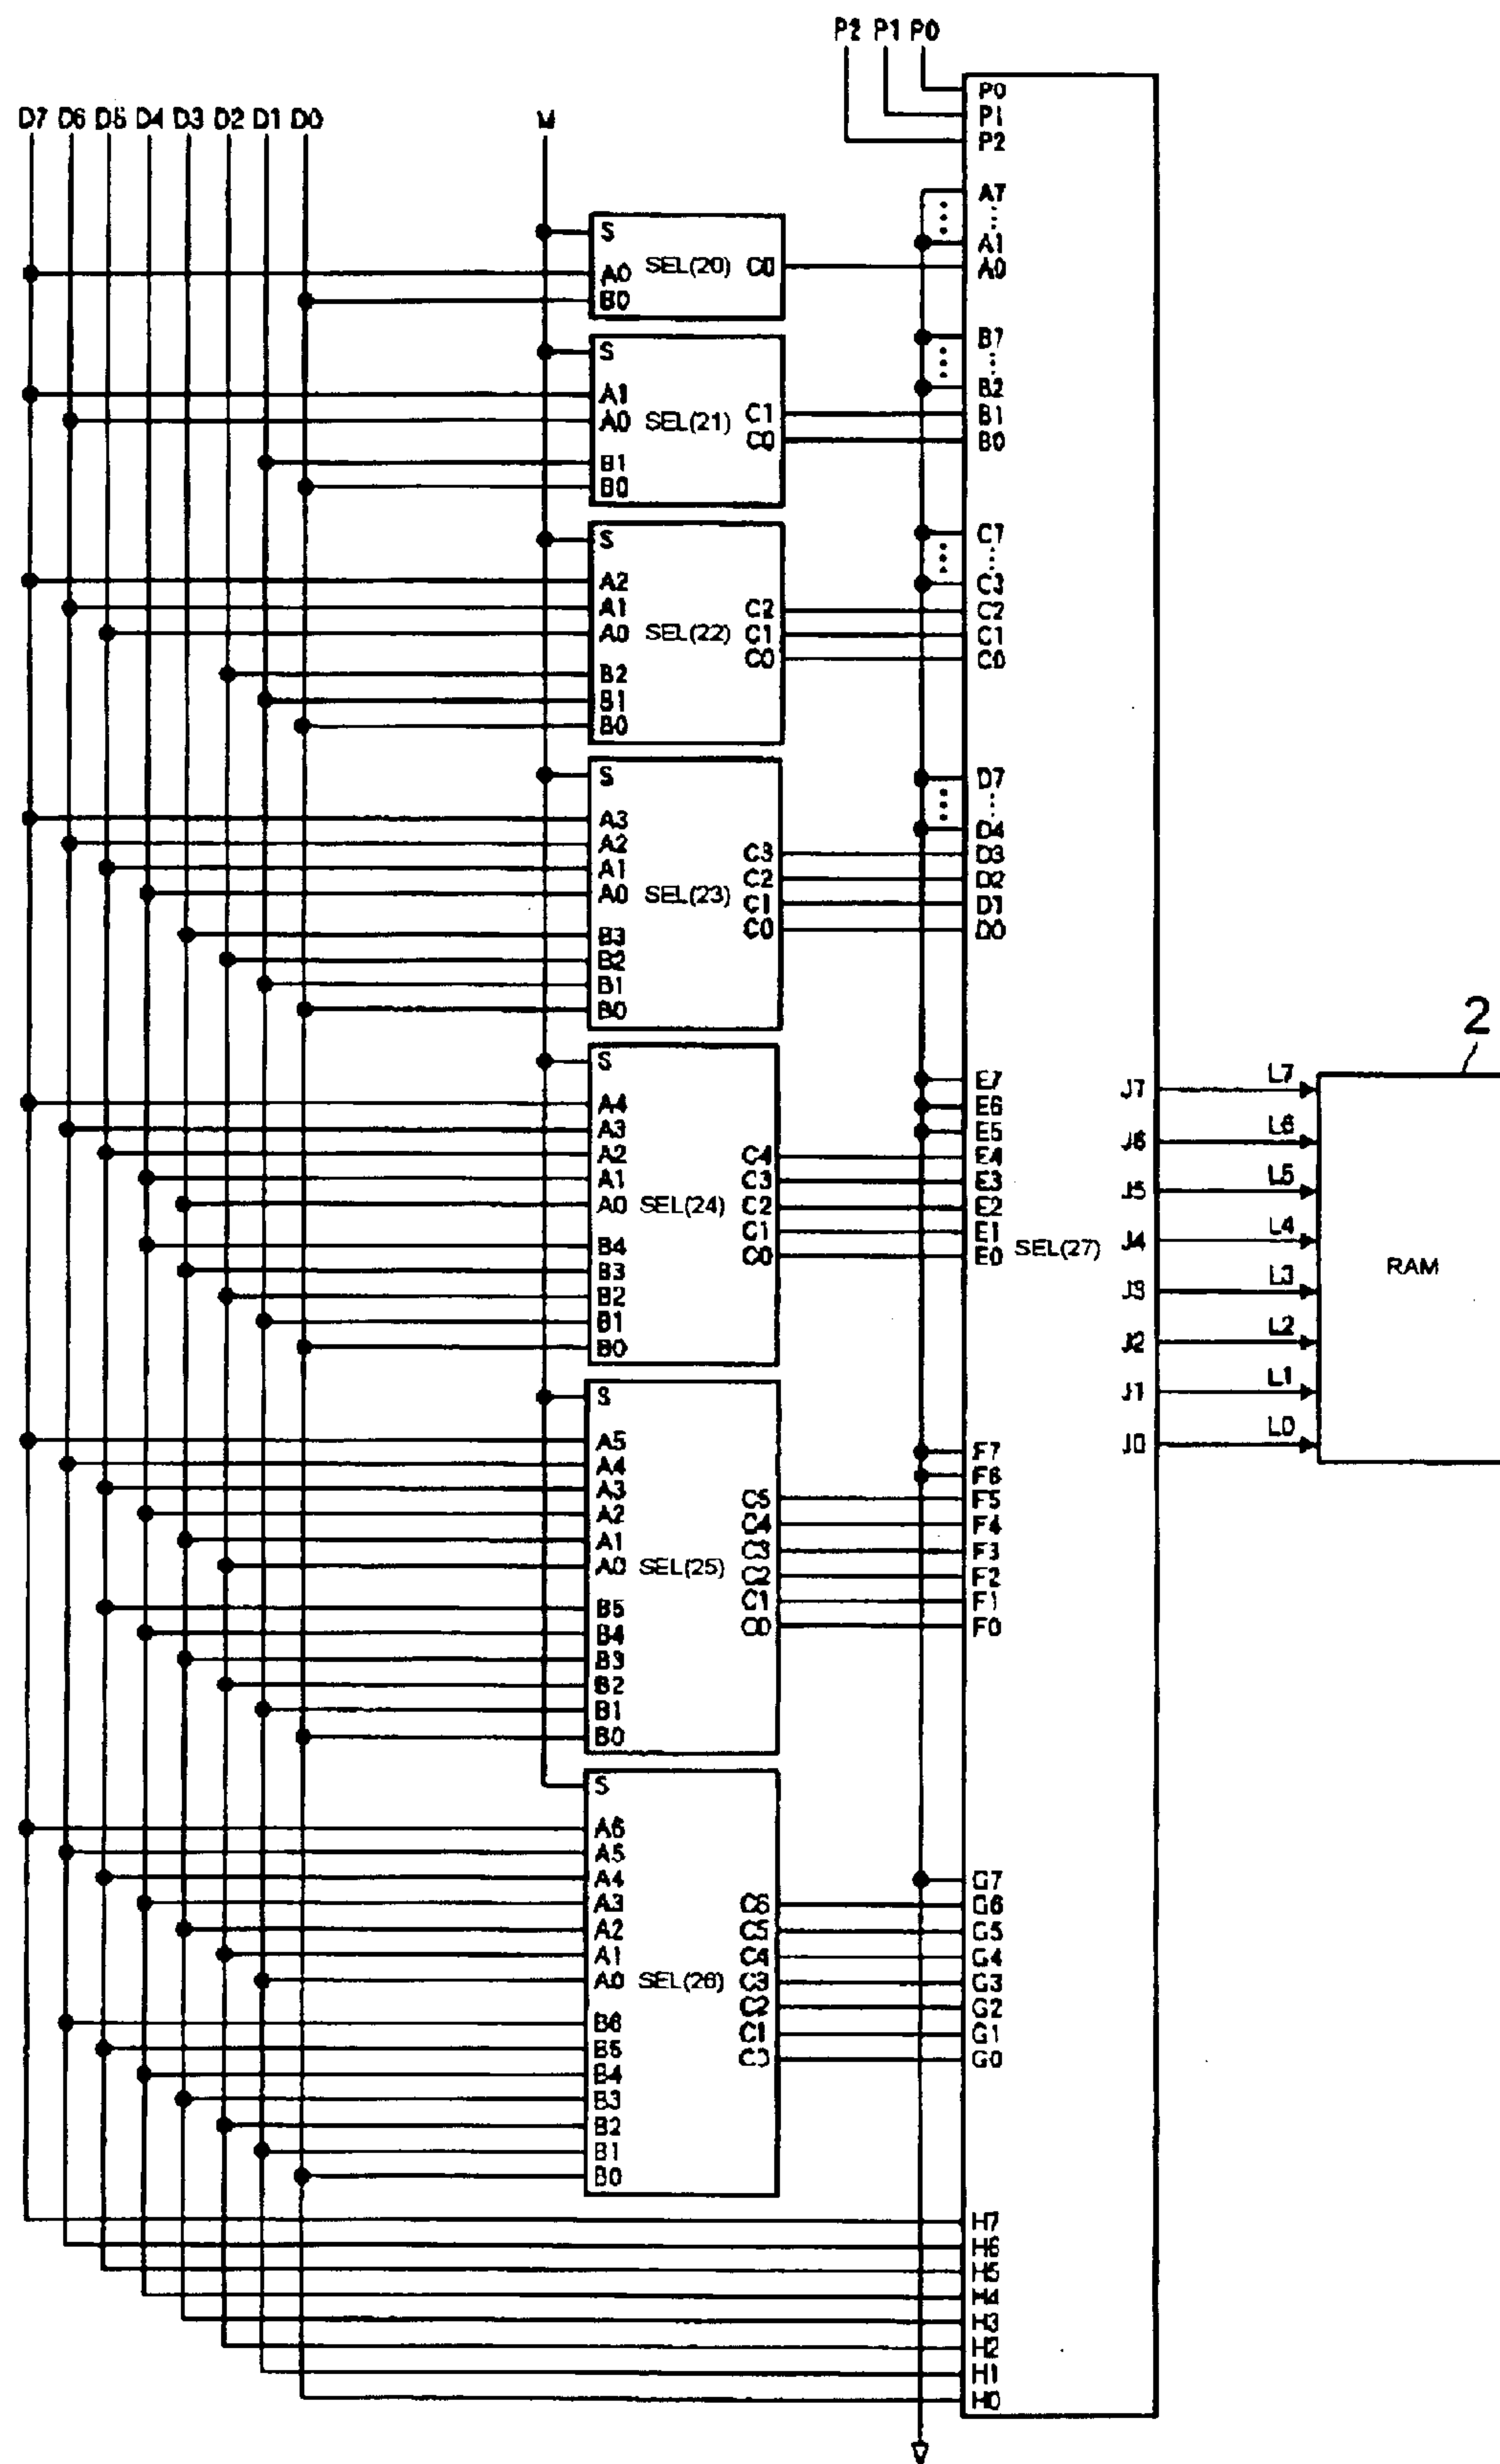 P2 P1 P0
D7 D6 D5 D4 D3 D2 D1 D0
M
P0
P1
P2
A7
A1
A0
S
A0
B0
SEL(20)
C0
B7
B2
B1
B0
S
A1
A0
B1
B0
SEL(21)
C1
C0
C7
C3
C2
C1
C0
S
A2
A1
A0
B2
B1
B0
SEL(22)
C2
C1
C0
D7
D4
D3
D2
D1
D0
S
A3
A2
A1
A0
B3
B2
B1
B0
SEL(23)
C3
C2
C1
C0
E7
E6
E5
E4
E3
E2
E1
E0
S
A4
A3
A2
A1
A0
B4
B3
B2
B1
B0
SEL(24)
C4
C3
C2
C1
C0
SEL(27)
J7
J6
J5
J4
J3
J2
J1
J0
L7
L6
L5
L4
L3
L2
L1
L0
2
RAM
F7
F6
F5
F4
F3
F2
F1
F0
S
A5
A4
A3
A2
A1
A0
B5
B4
B3
B2
B1
B0
SEL(25)
C5
C4
C3
C2
C1
C0
G7
G6
G5
G4
G3
G2
G1
G0
S
A6
A5
A4
A3
A2
A1
A0
B6
B5
B4
B3
B2
B1
B0
SEL(26)
C6
C5
C4
C3
C2
C1
C0
H7
H6
H5
H4
H3
H2
H1
H0